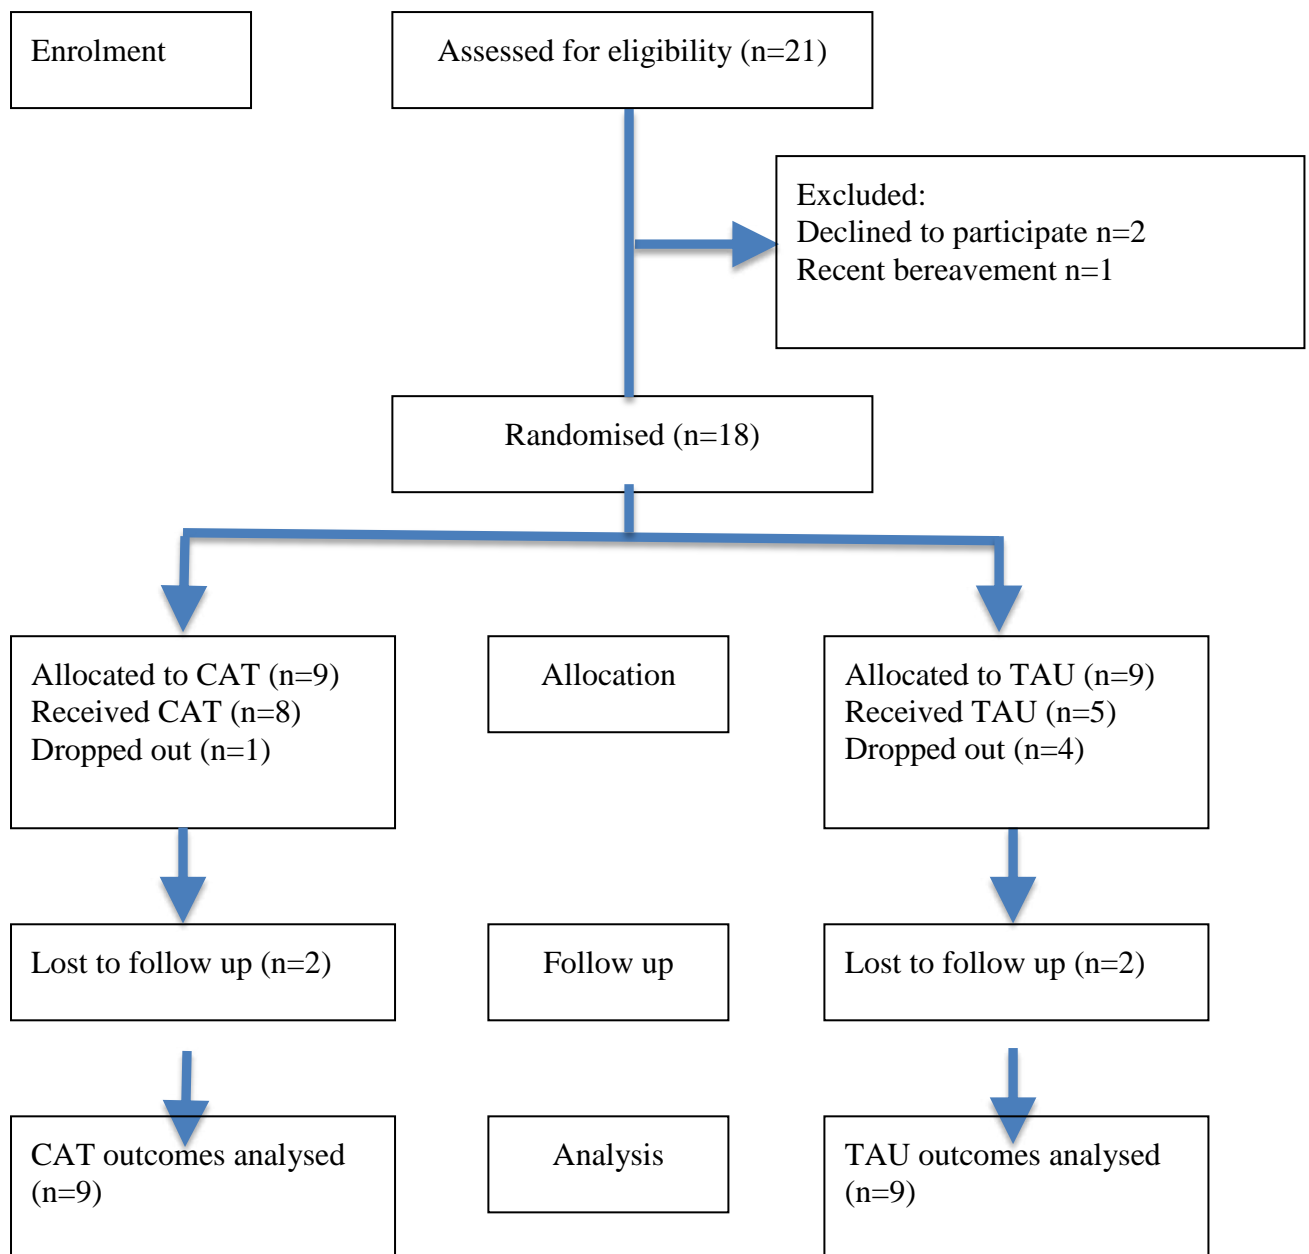 Enrolment
Assessed for eligibility (n=21)
Excluded:
Declined to participate n=2
Recent bereavement n=1
Randomised (n=18)
Allocated to CAT (n=9)
Received CAT (n=8)
Dropped out (n=1)
Allocation
Allocated to TAU (n=9)
Received TAU (n=5)
Dropped out (n=4)
Lost to follow up (n=2)
Follow up
Lost to follow up (n=2)
CAT outcomes analysed
(n=9)
Analysis
TAU outcomes analysed
(n=9)